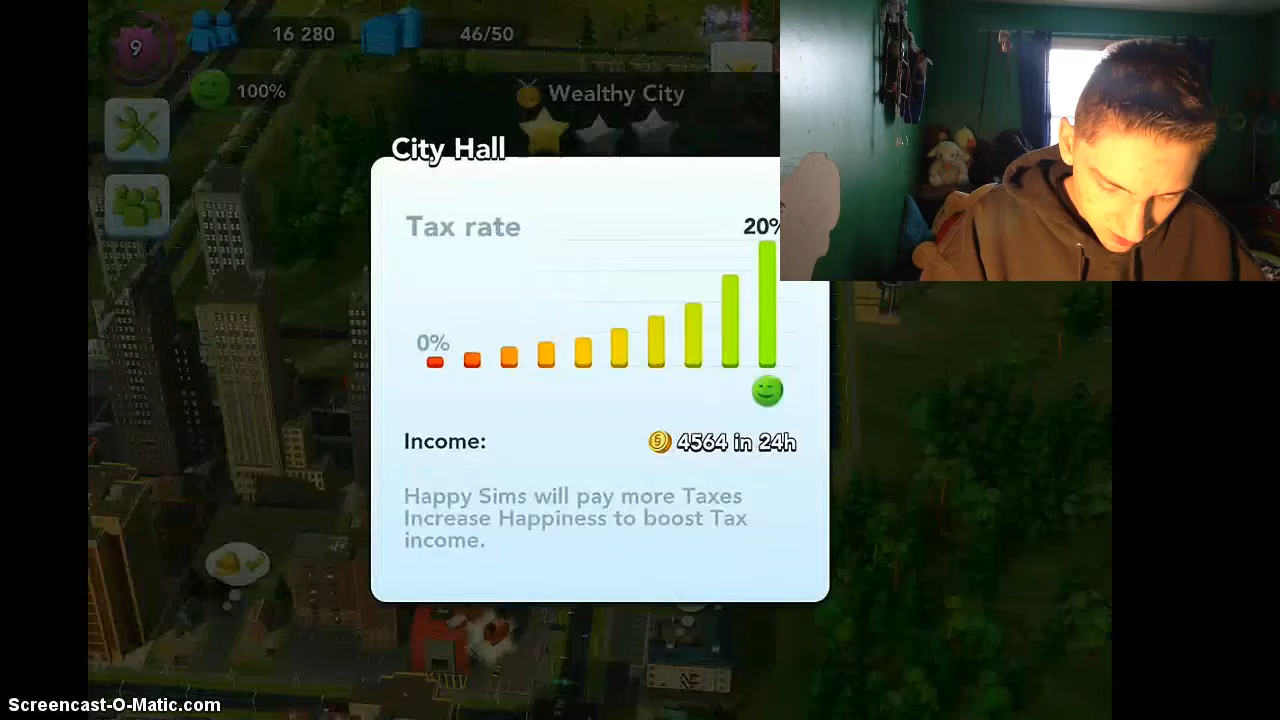 9
16 280
46/50
100%
Wealthy City
City Hall
Tax rate
20%
0%
Income:
4564 in 24h
Happy Sims will pay more Taxes
Increase Happiness to boost Tax
income.
Screencast-O-Matic.com